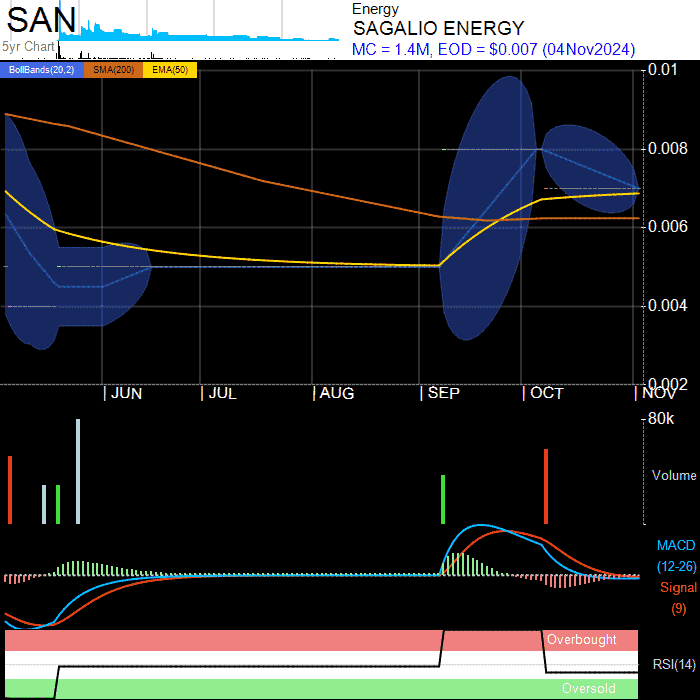 SAN
5yr Chart
Energy
SAGALIO ENERGY
MC = 1.4M, EOD = $0.007 (04Nov2024)
BollBands(20,2) SMA(200) EMA(50)
0.01
0.008
0.006
0.004
0.002
JUN JUL AUG SEP OCT NOV
80k
Volume
MACD
(12-26)
Signal
(9)
Overbought
RSI(14)
Oversold